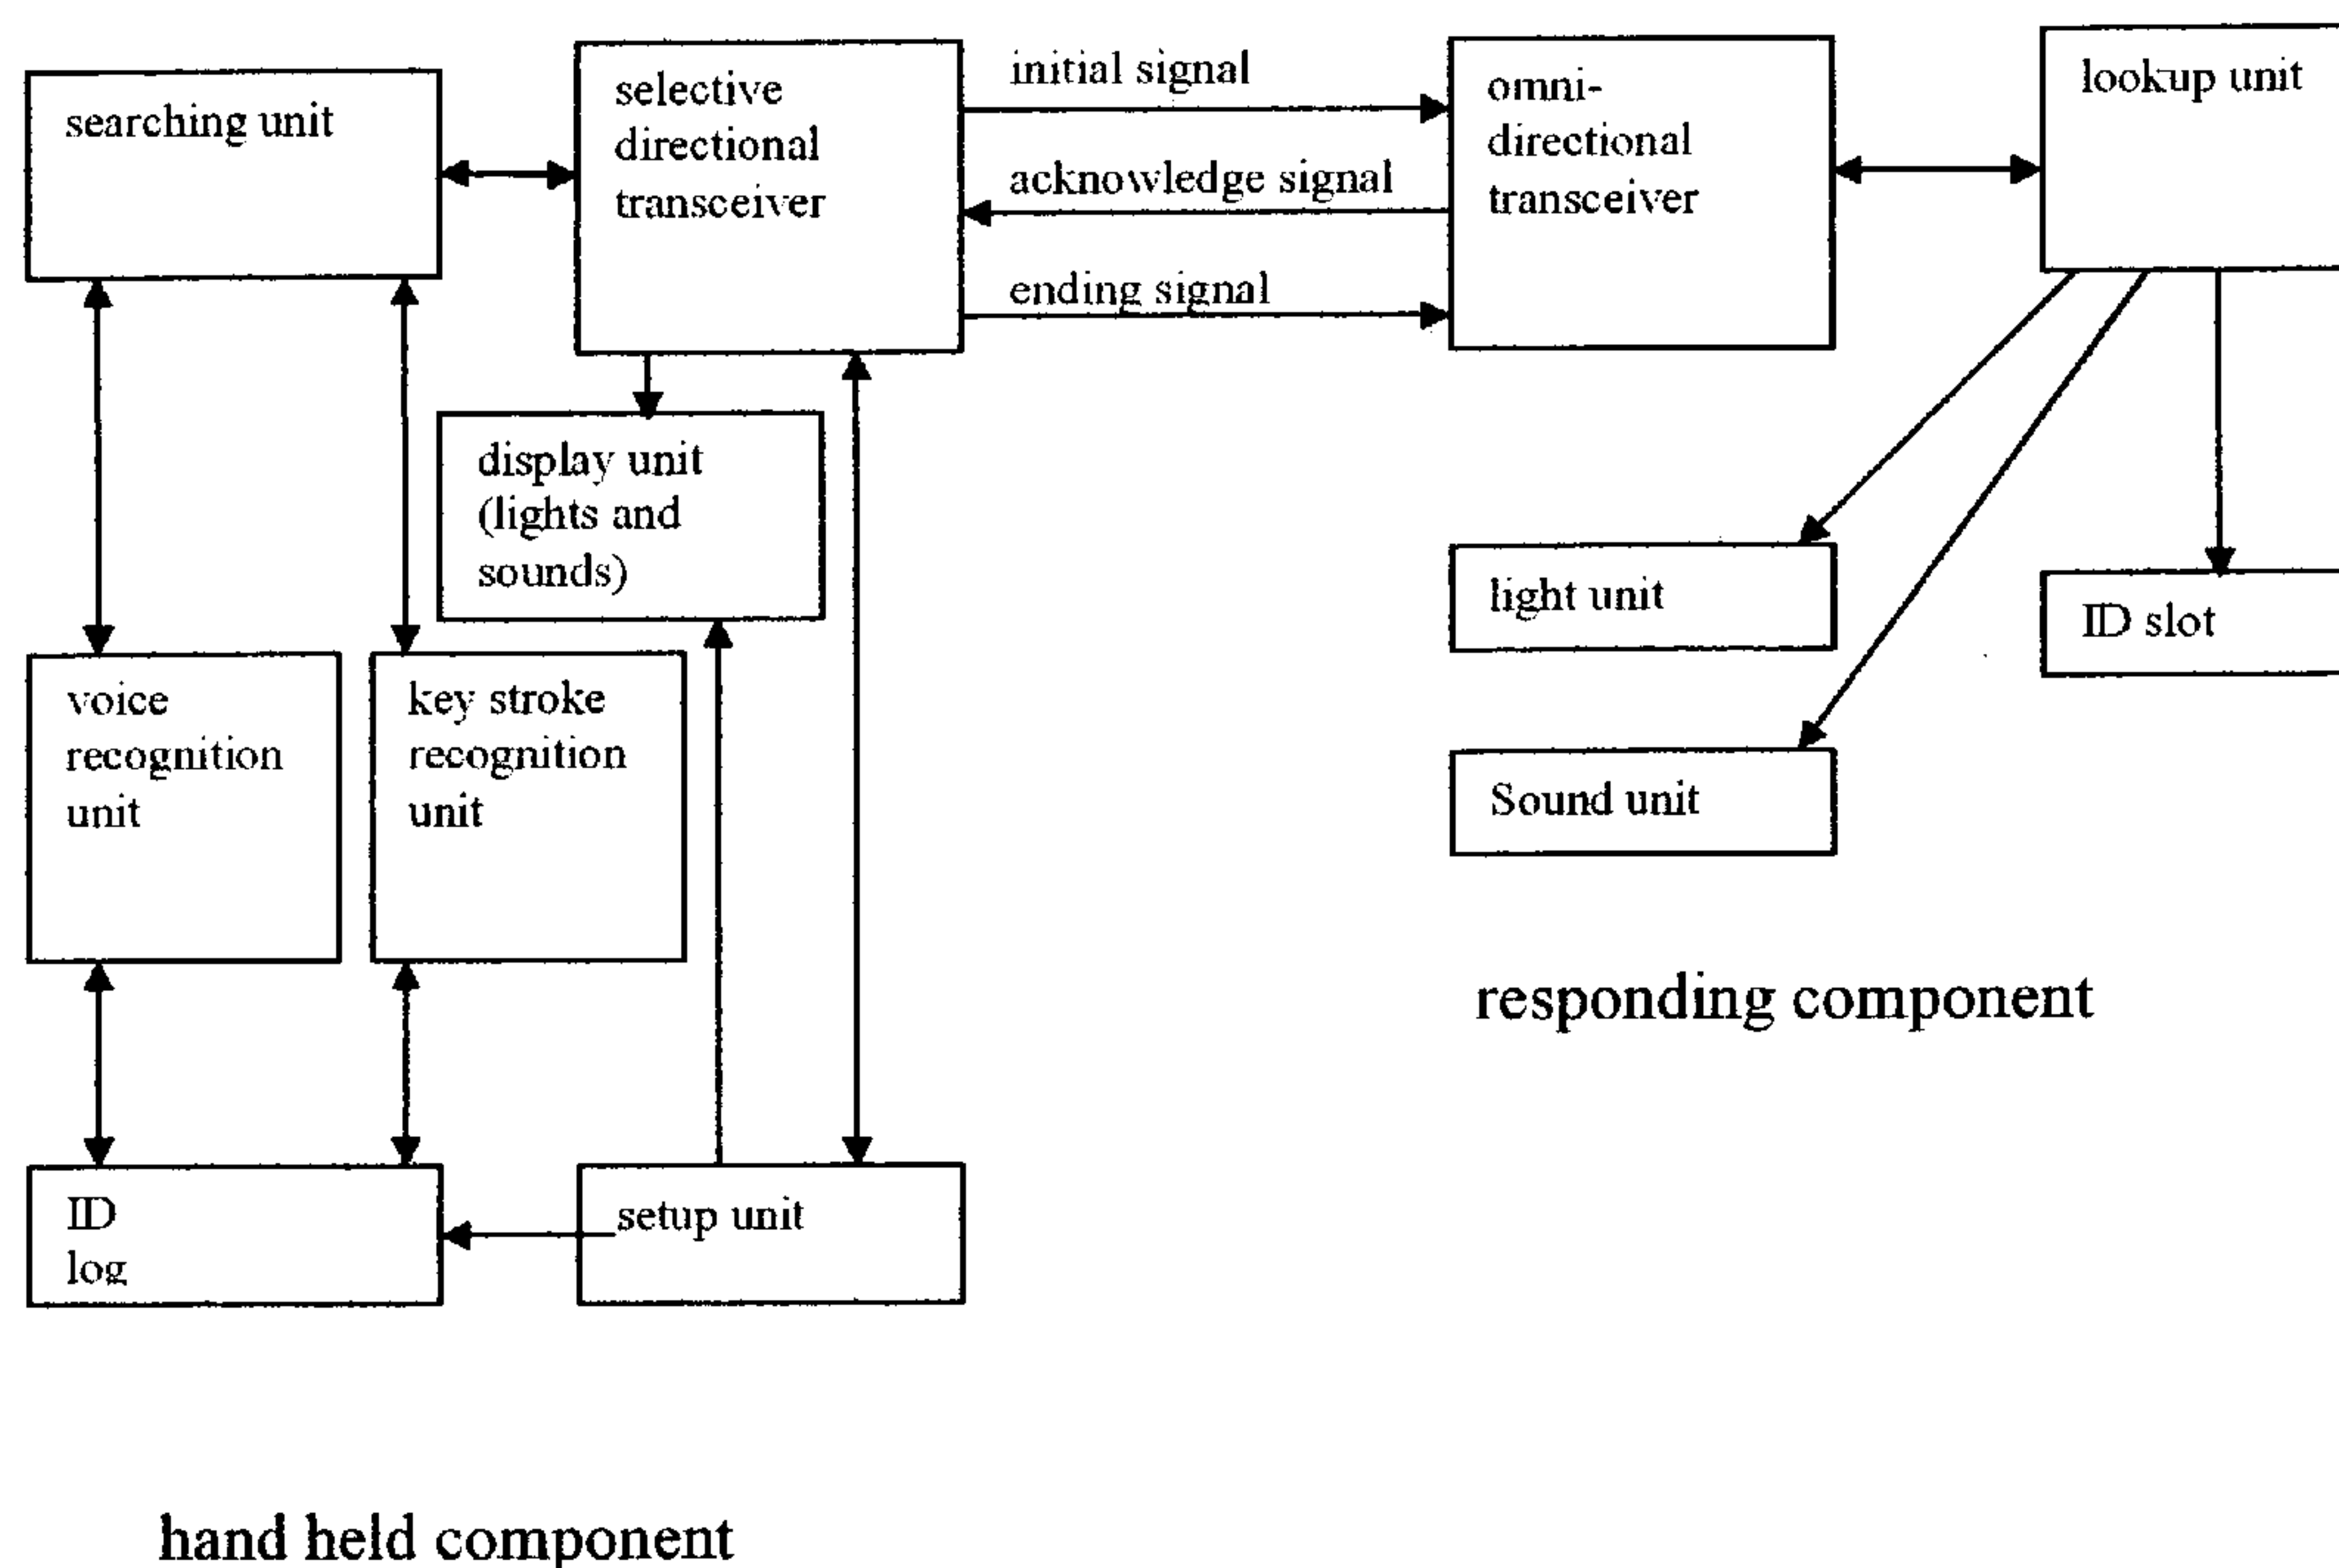 searching unit
selective
directional
transceiver
initial signal
acknowledge signal
ending signal
omni-
directional
transceiver
lookup unit
display unit
(lights and
sounds)
light unit
ID slot
Sound unit
voice
recognition
unit
key stroke
recognition
unit
responding component
ID
log
setup unit
hand held component